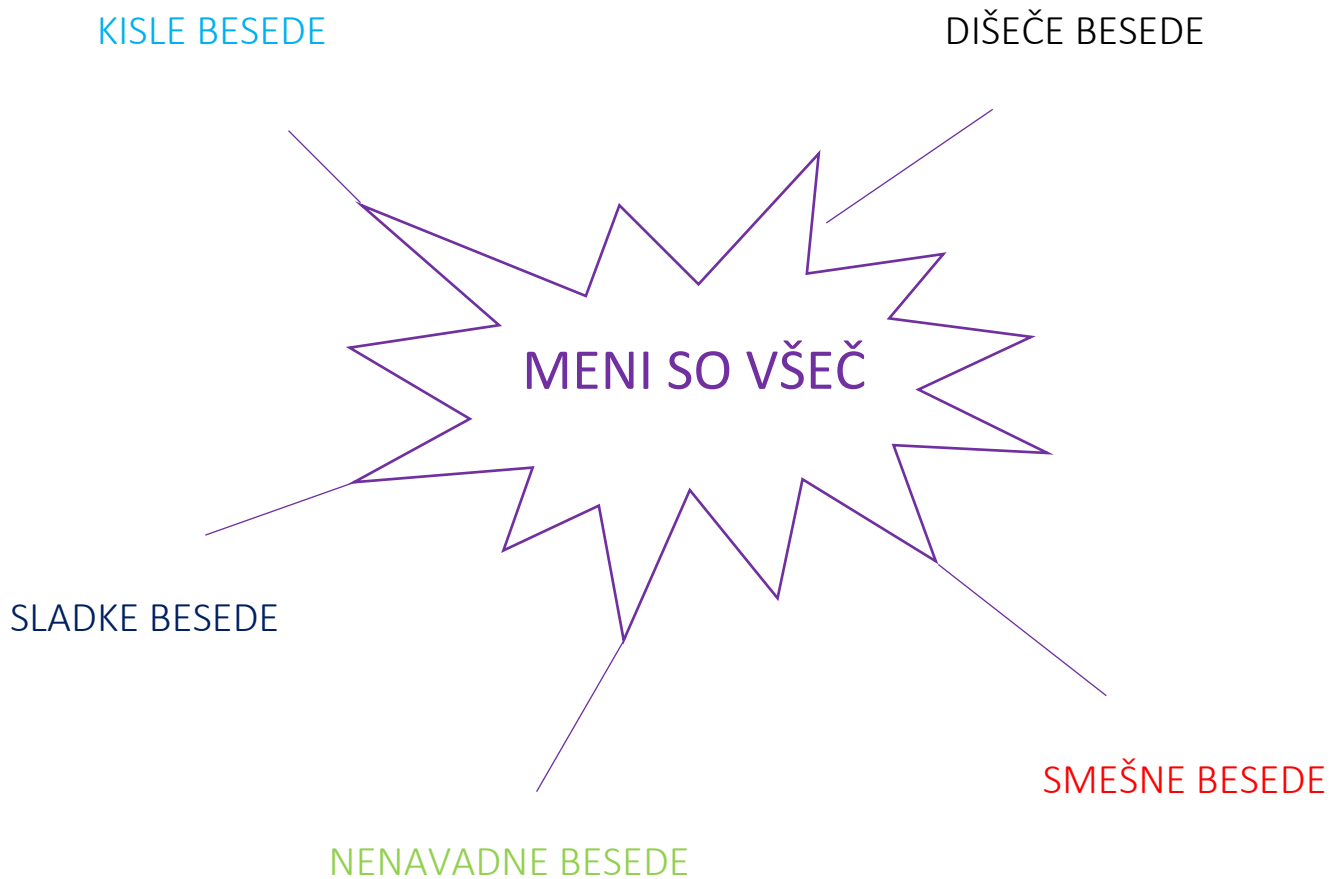 KISLE BESEDE
DIŠEČE BESEDE
MENI SO VŠEČ
SLADKE BESEDE
SMEŠNE BESEDE
NENAVADNE BESEDE